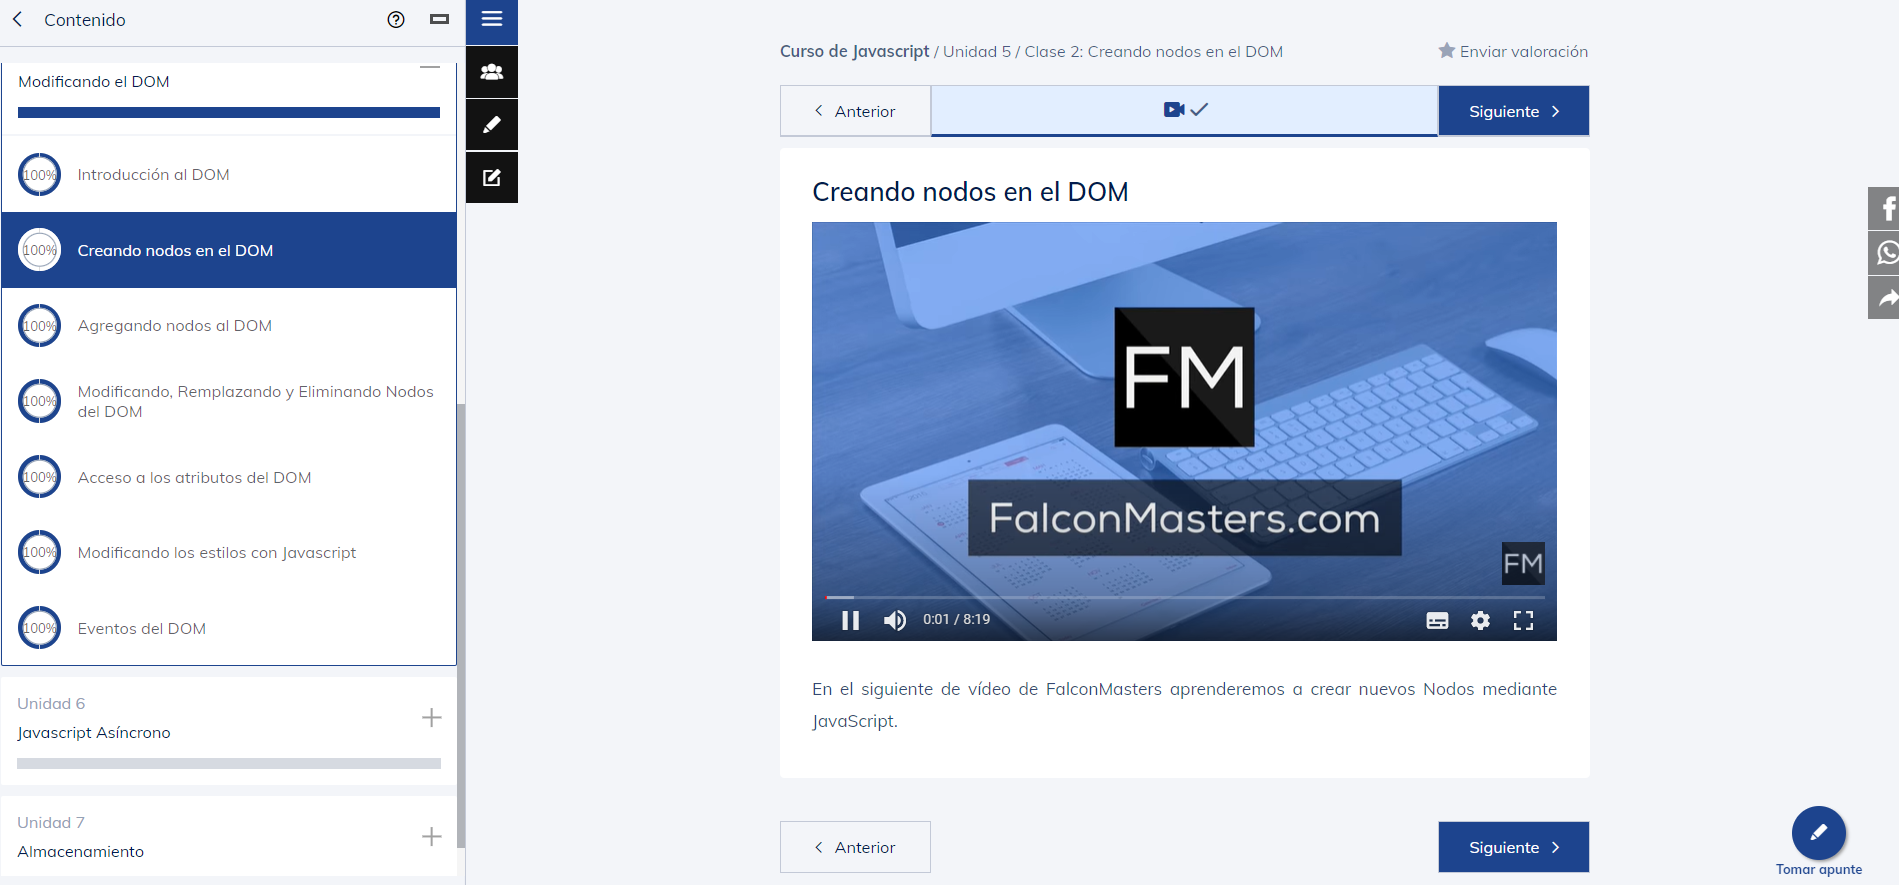 Contenido
Modificando el DOM
100%
Introducción al DOM
100%
Creando nodos en el DOM
100%
Agregando nodos al DOM
100%
Modificando, Remplazando y Eliminando Nodos
del DOM
100%
Acceso a los atributos del DOM
100%
Modificando los estilos con Javascript
100%
Eventos del DOM
Unidad 6
Javascript Asíncrono
Unidad 7
Almacenamiento
Curso de Javascript / Unidad 5 / Clase 2: Creando nodos en el DOM
Enviar valoración
Anterior
Siguiente
Creando nodos en el DOM
FM
FalconMasters.com
FM
0:01 / 8:19
En el siguiente de vídeo de FalconMasters aprenderemos a crear nuevos Nodos mediante
JavaScript.
Anterior
Siguiente
Tomar apunte